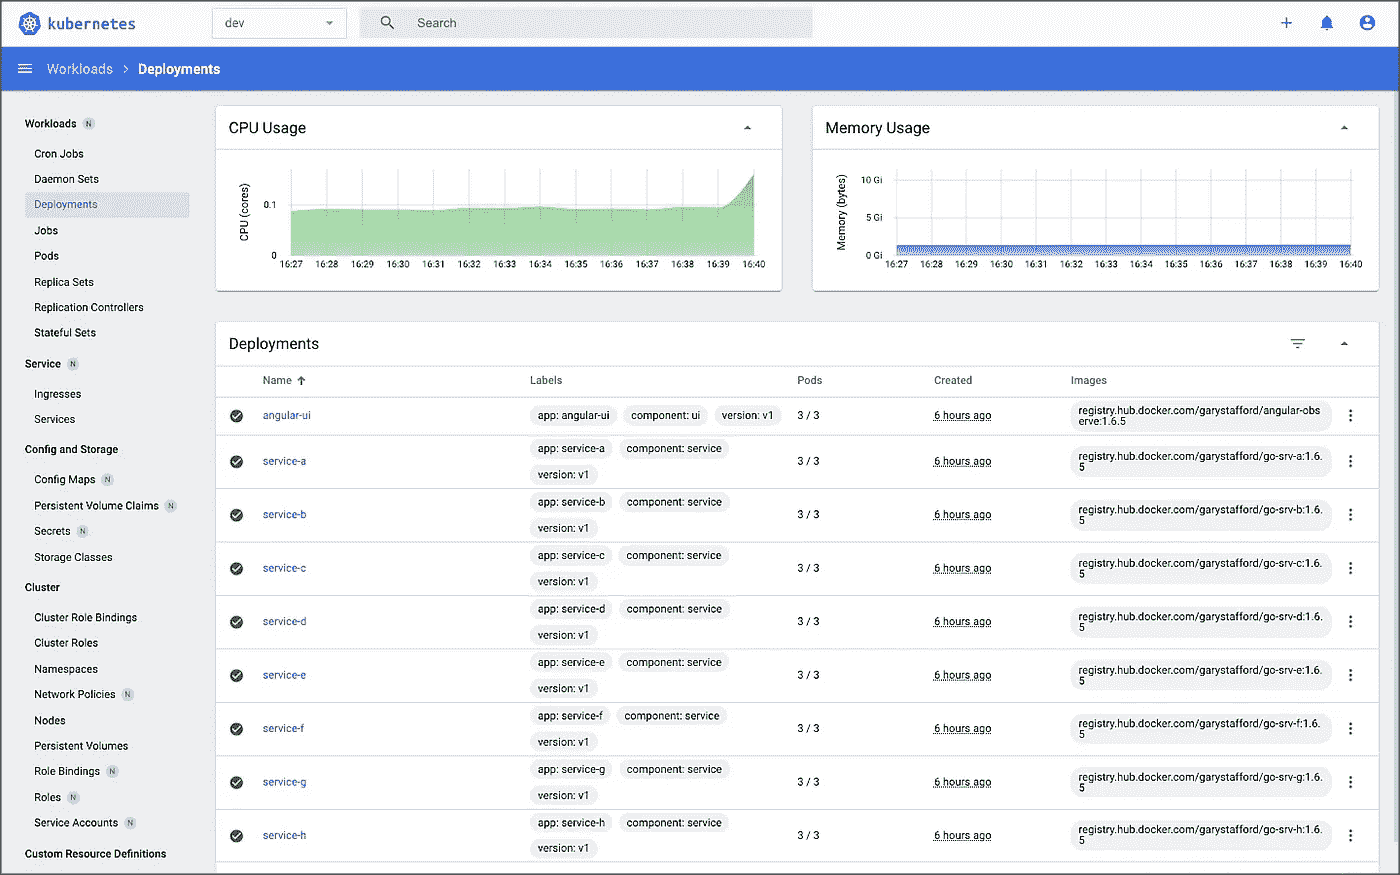 kubernetes
dev
Search
Workloads > Deployments
Workloads N
Cron Jobs
Daemon Sets
Deployments
Jobs
Pods
Replica Sets
Replication Controllers
Stateful Sets
Service N
Ingresses
Services
Config and Storage
Config Maps N
Persistent Volume Claims N
Secrets N
Storage Classes
Cluster
Cluster Role Bindings
Cluster Roles
Namespaces
Network Policies N
Nodes
Persistent Volumes
Role Bindings N
Roles N
Service Accounts N
Custom Resource Definitions
CPU Usage
CPU (cores)
0.1
0
16:27 16:28 16:29 16:30 16:31 16:32 16:33 16:34 16:35 16:36 16:37 16:38 16:39 16:40
Memory Usage
Memory (bytes)
10 Gi
5 Gi
0 Gi
16:27 16:28 16:29 16:30 16:31 16:32 16:33 16:34 16:35 16:36 16:37 16:38 16:39 16:40
Deployments
Name Labels Pods Created Images
angular-ui app: angular-ui component: ui version: v1 3 / 3 6 hours ago registry.hub.docker.com/garystafford/angular-obs
erve:1.6.5
service-a app: service-a component: service 3 / 3 6 hours ago registry.hub.docker.com/garystafford/go-srv-a:1.6.
version: v1 5
service-b app: service-b component: service 3 / 3 6 hours ago registry.hub.docker.com/garystafford/go-srv-b:1.6.
version: v1 5
service-c app: service-c component: service 3 / 3 6 hours ago registry.hub.docker.com/garystafford/go-srv-c:1.6.
version: v1 5
service-d app: service-d component: service 3 / 3 6 hours ago registry.hub.docker.com/garystafford/go-srv-d:1.6.
version: v1 5
service-e app: service-e component: service 3 / 3 6 hours ago registry.hub.docker.com/garystafford/go-srv-e:1.6.
version: v1 5
service-f app: service-f component: service 3 / 3 6 hours ago registry.hub.docker.com/garystafford/go-srv-f:1.6.
version: v1 5
service-g app: service-g component: service 3 / 3 6 hours ago registry.hub.docker.com/garystafford/go-srv-g:1.6.
version: v1 5
service-h app: service-h component: service 3 / 3 6 hours ago registry.hub.docker.com/garystafford/go-srv-h:1.6.
version: v1 5